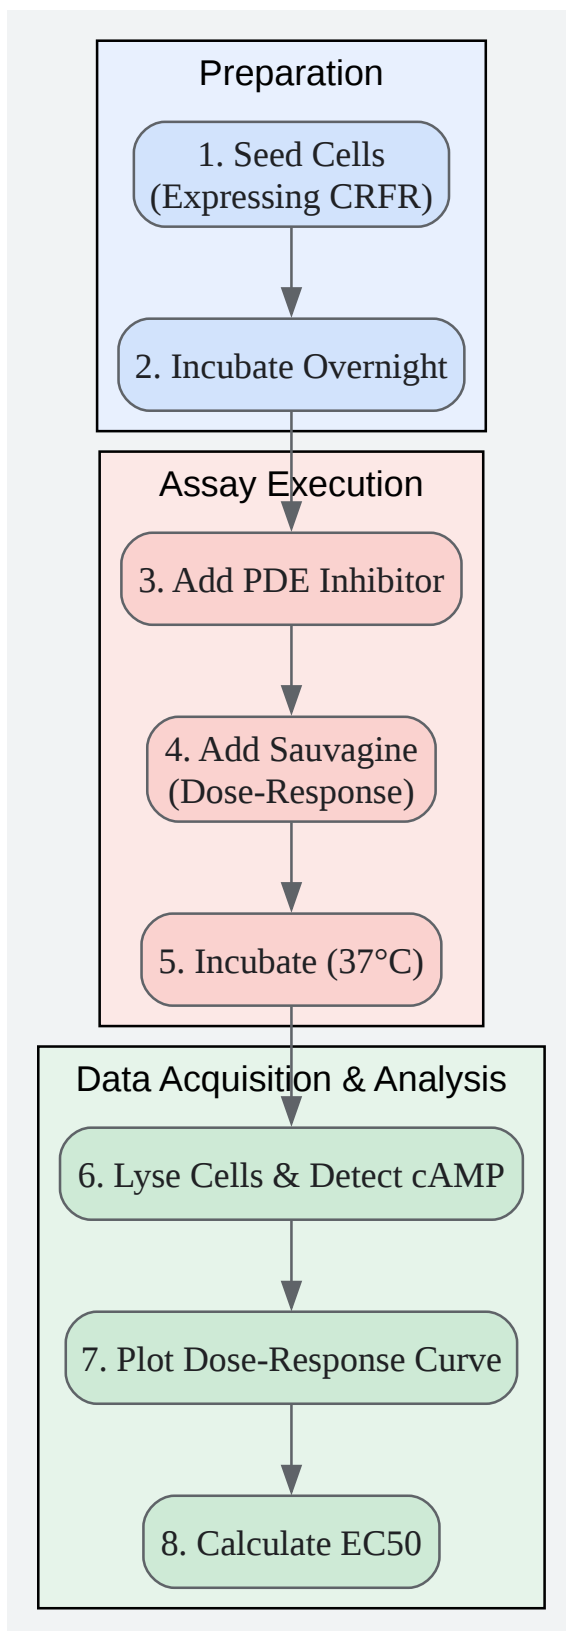 Preparation
1. Seed Cells
(Expressing CRFR)
2. Incubate Overnight
Assay Execution
3. Add PDE Inhibitor
4. Add Sauvagine
(Dose-Response)
5. Incubate (37°C)
Data Acquisition & Analysis
6. Lyse Cells & Detect cAMP
7. Plot Dose-Response Curve
8. Calculate EC50